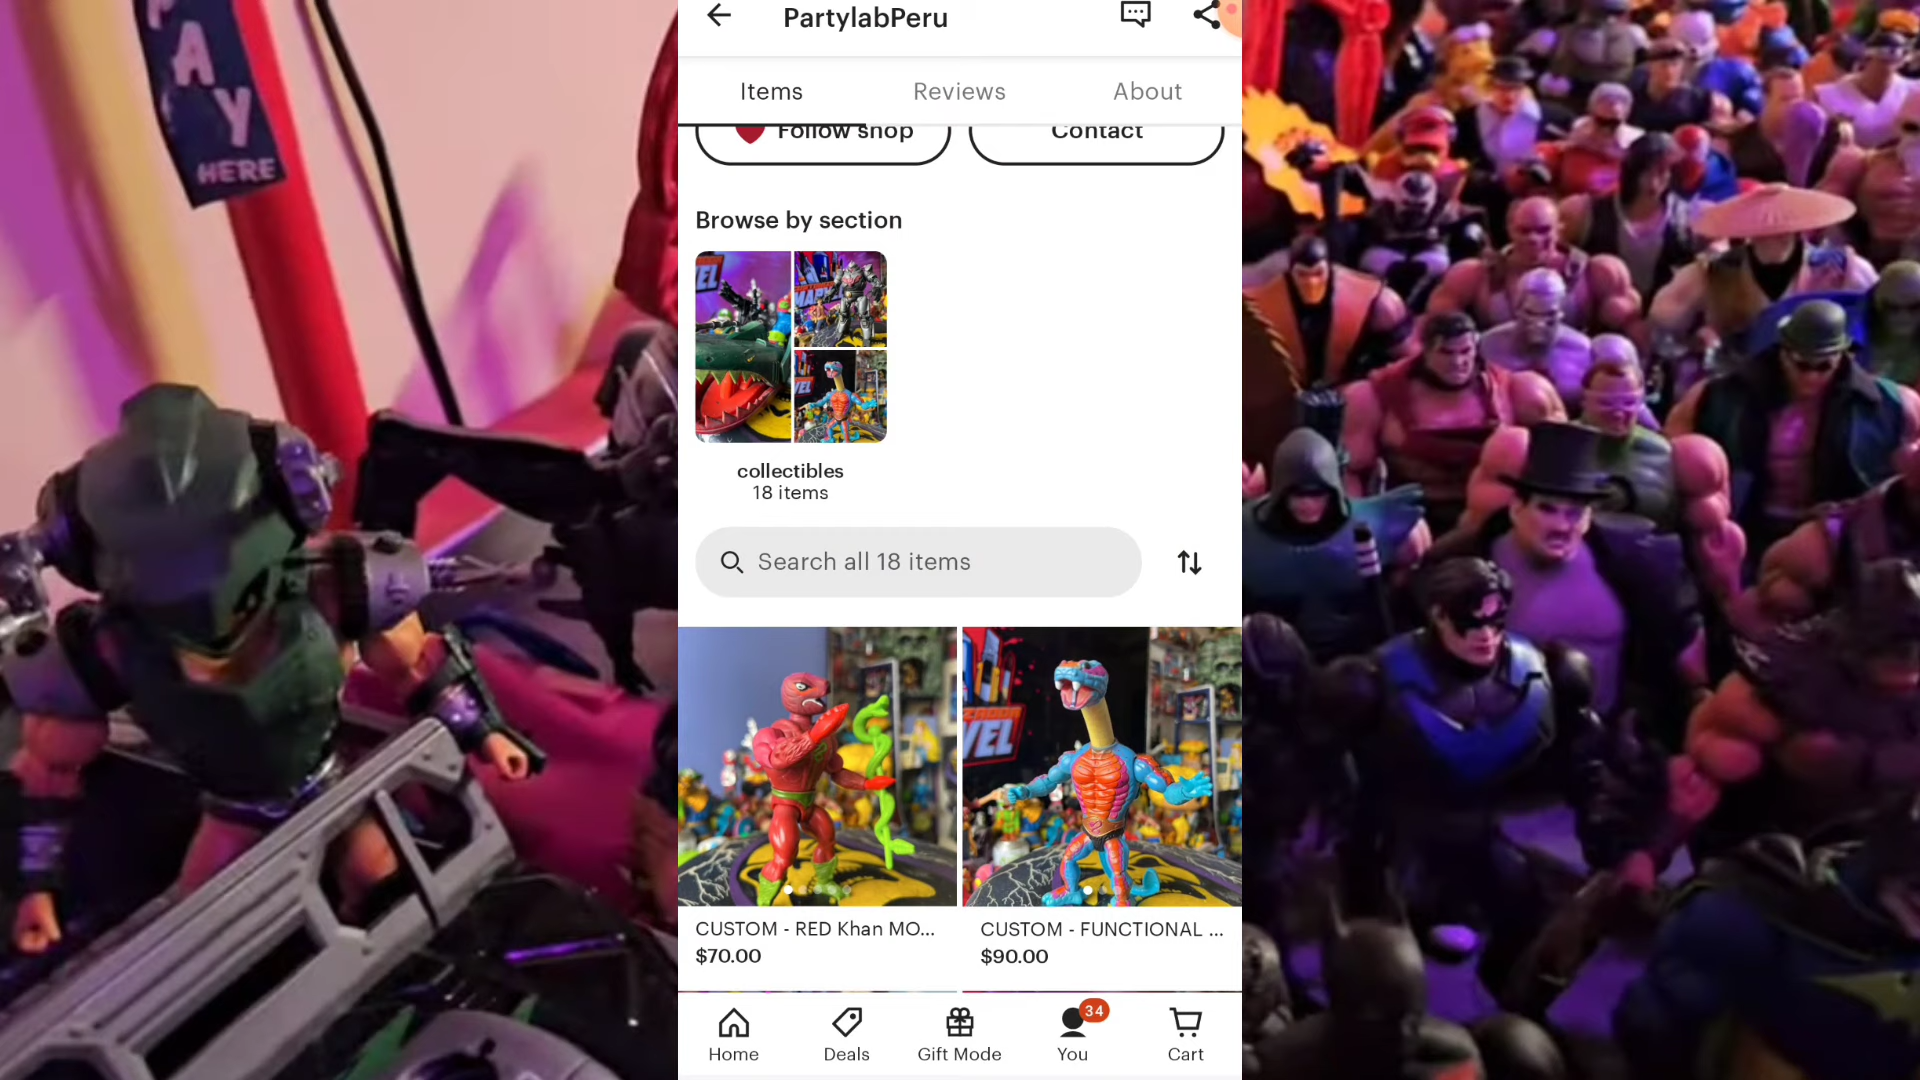 PAY
HERE
PartylabPeru
Items
Reviews
About
Follow shop
Contact
Browse by section
collectibles
18 items
Search all 18 items
CUSTOM - RED Khan MO...
$70.00
CUSTOM - FUNCTIONAL ...
$90.00
34
Home
Deals
Gift Mode
You
Cart